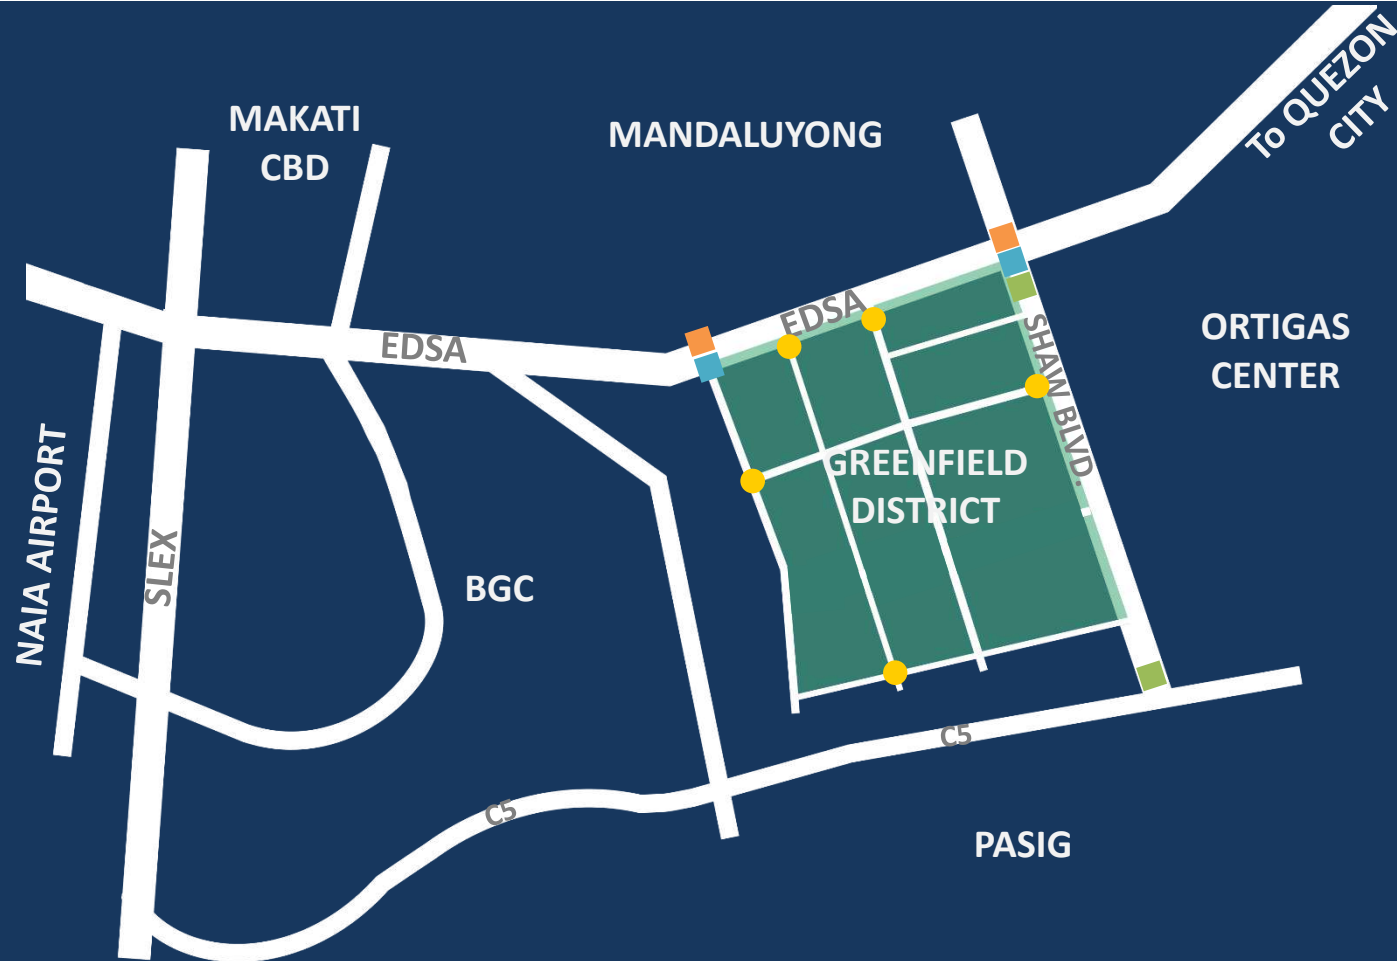 MAKATI
CBD
MANDALUYONG
To QUEZON
CITY
EDSA
EDSA
ORTIGAS
CENTER
SHAW BLVD.
NAIA AIRPORT
SLEX
GREENFIELD
DISTRICT
BGC
C5
C5
PASIG